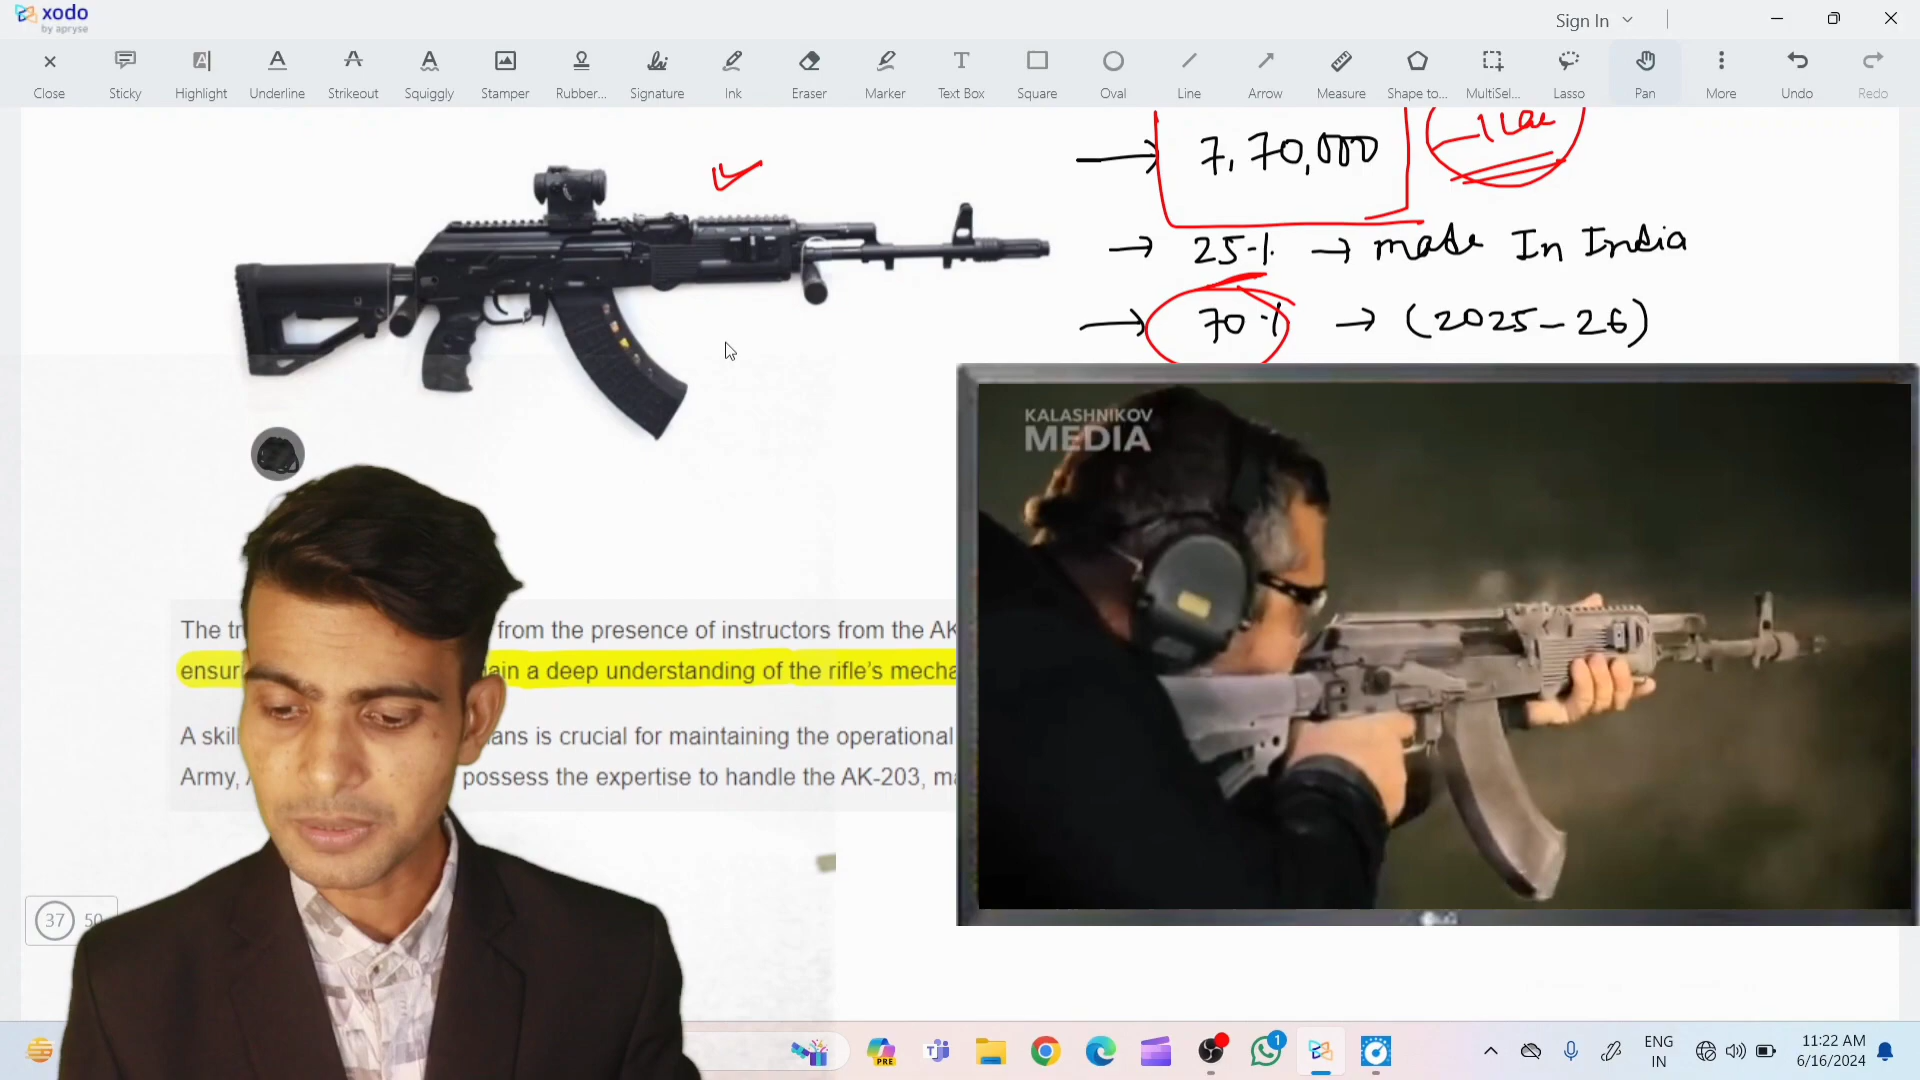 xodo
by apryse
Sign In
Close
Sticky
Highlight
Underline
Strikeout
Squiggly
Stamper
Rubber...
Signature
Ink
Eraser
Marker
Text Box
Square
Oval
Line
Arrow
Measure
Shape to...
MultiSel...
Lasso
Pan
More
Undo
Redo
→ 7,70,000
→ 25% → made In India
→ 70% → (2025-26)
KALASHNIKOV
MEDIA
The tr from the presence of instructors from the AK
ensur ain a deep understanding of the rifle's mecha
A skil ans is crucial for maintaining the operational
Army, possess the expertise to handle the AK-203, ma
37 50
PRE
1
ENG
IN
11:22 AM
6/16/2024